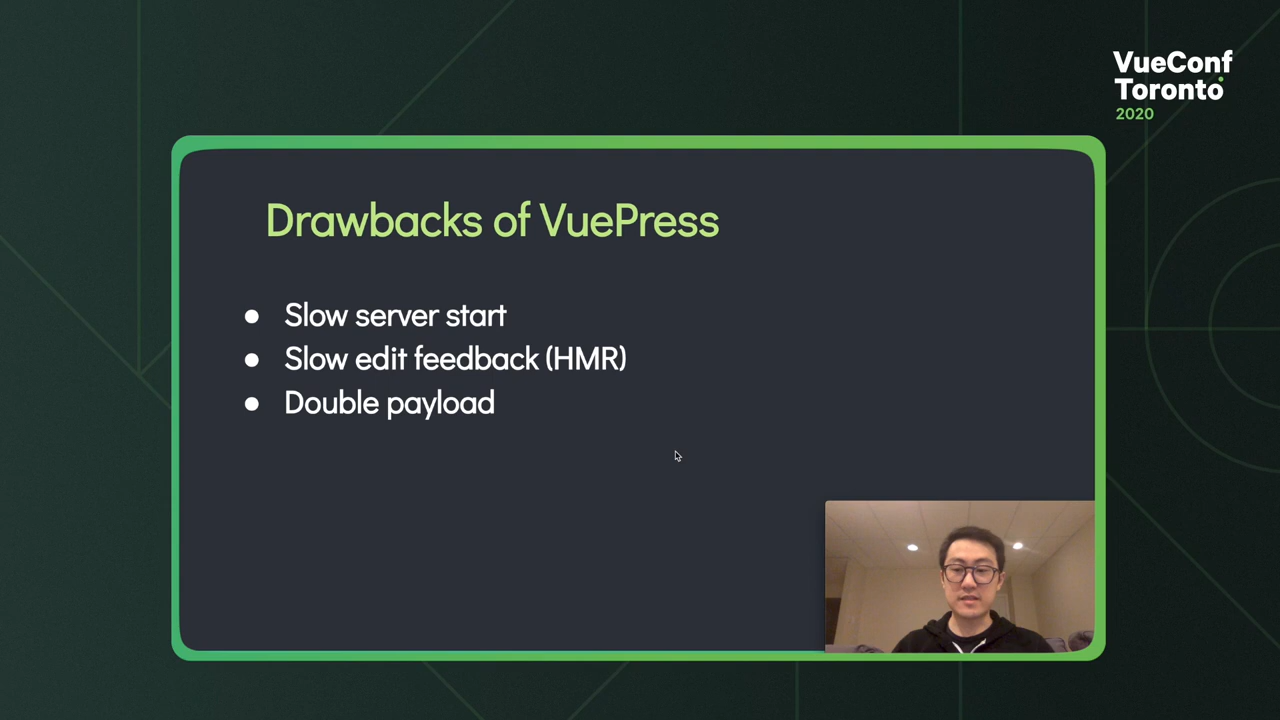 VueConf
Toronto
2020
Drawbacks of VuePress
● Slow server start
● Slow edit feedback (HMR)
● Double payload